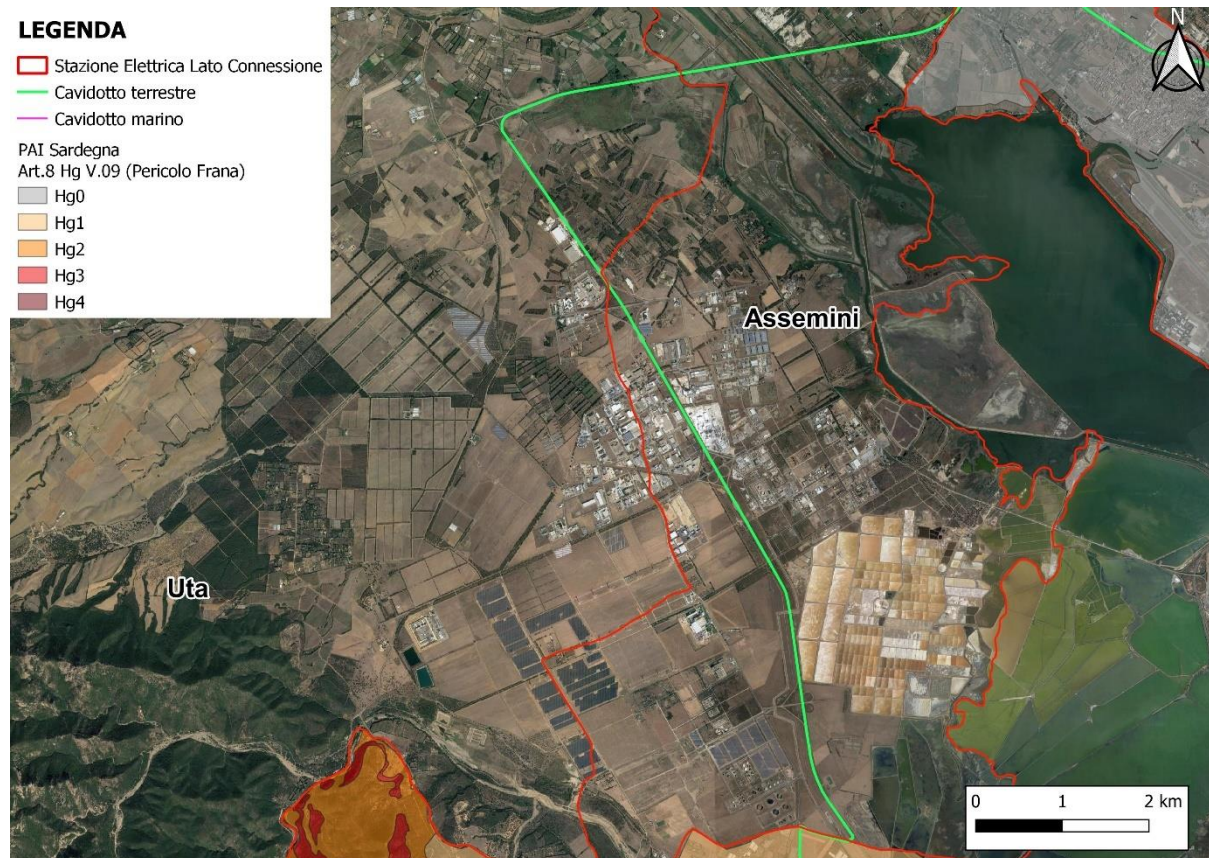 LEGENDA
Stazione Elettrica Lato Connessione
Cavidotto terrestre
Cavidotto marino
PAI Sardegna
Art.8 Hg V.09 (Pericolo Frana)
Hg0
Hg1
Hg2
Hg3
Hg4
N
Assemini
Uta
0 1 2 km